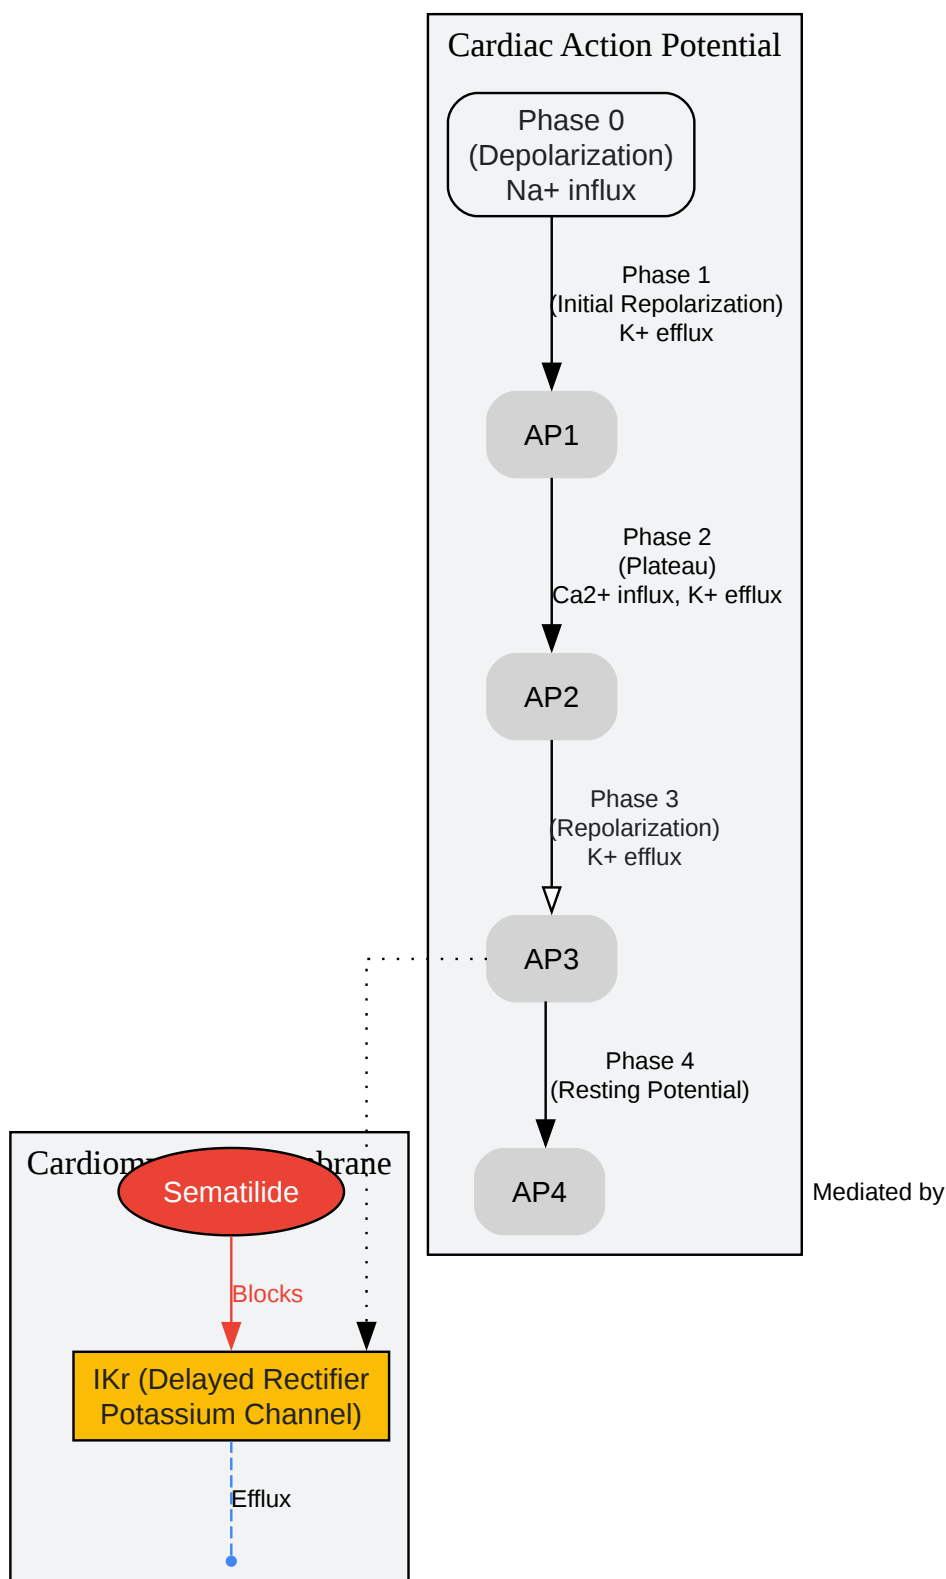 Cardiac Action Potential
Phase 0
(Depolarization)
Na+ influx
Phase 1
(Initial Repolarization)
K+ efflux
AP1
Phase 2
(Plateau)
Ca2+ influx, K+ efflux
AP2
Phase 3
(Repolarization)
K+ efflux
AP3
Phase 4
(Resting Potential)
AP4
Mediated by
Sematilide
Blocks
IKr (Delayed Rectifier
Potassium Channel)
Efflux